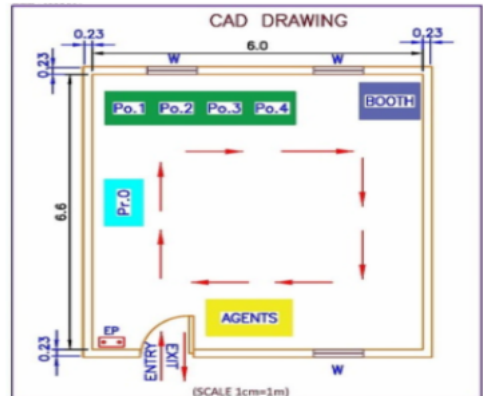 CAD DRAWING
0.23
6.0
0.23
0.23
W
W
Po.1 Po.2 Po.3 Po.4
BOOTH
6.6
Pr.O
AGENTS
EP
0.23
ENTRY
EXIT
W
(SCALE 1cm=1m)